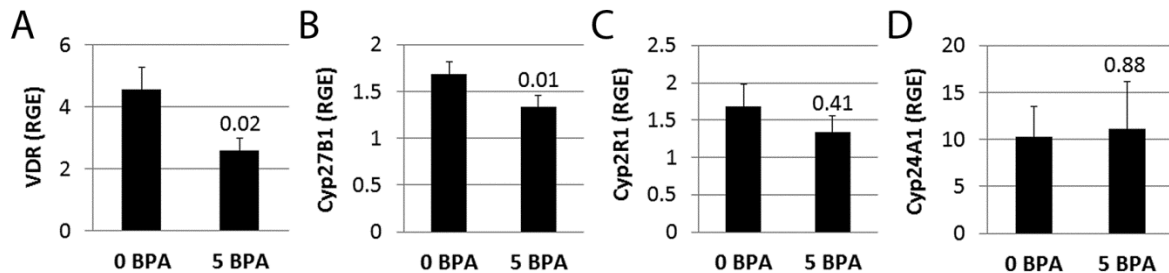 A
VDR (RGE)
6
4
2
0
0.02
0 BPA 5 BPA
B
Cyp27B1 (RGE)
2
1.5
1
0.5
0
0.01
0 BPA 5 BPA
C
Cyp2R1 (RGE)
2.5
2
1.5
1
0.5
0
0.41
0 BPA 5 BPA
D
Cyp24A1 (RGE)
20
15
10
5
0
0.88
0 BPA 5 BPA